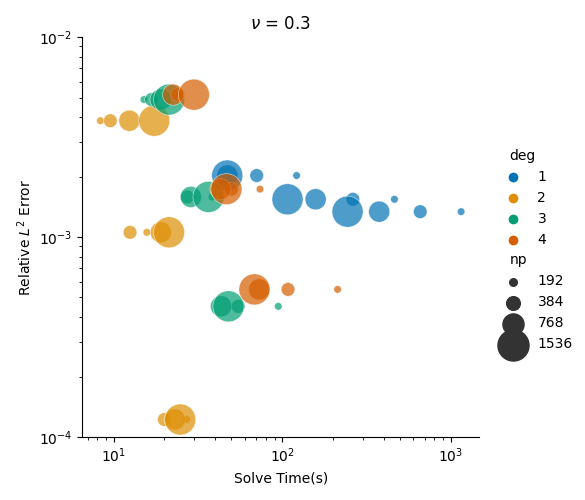 ν = 0.3
10⁻²
10⁻³
10⁻⁴
Relative L² Error
10¹ 10² 10³
Solve Time(s)
deg
1
2
3
4
np
192
384
768
1536